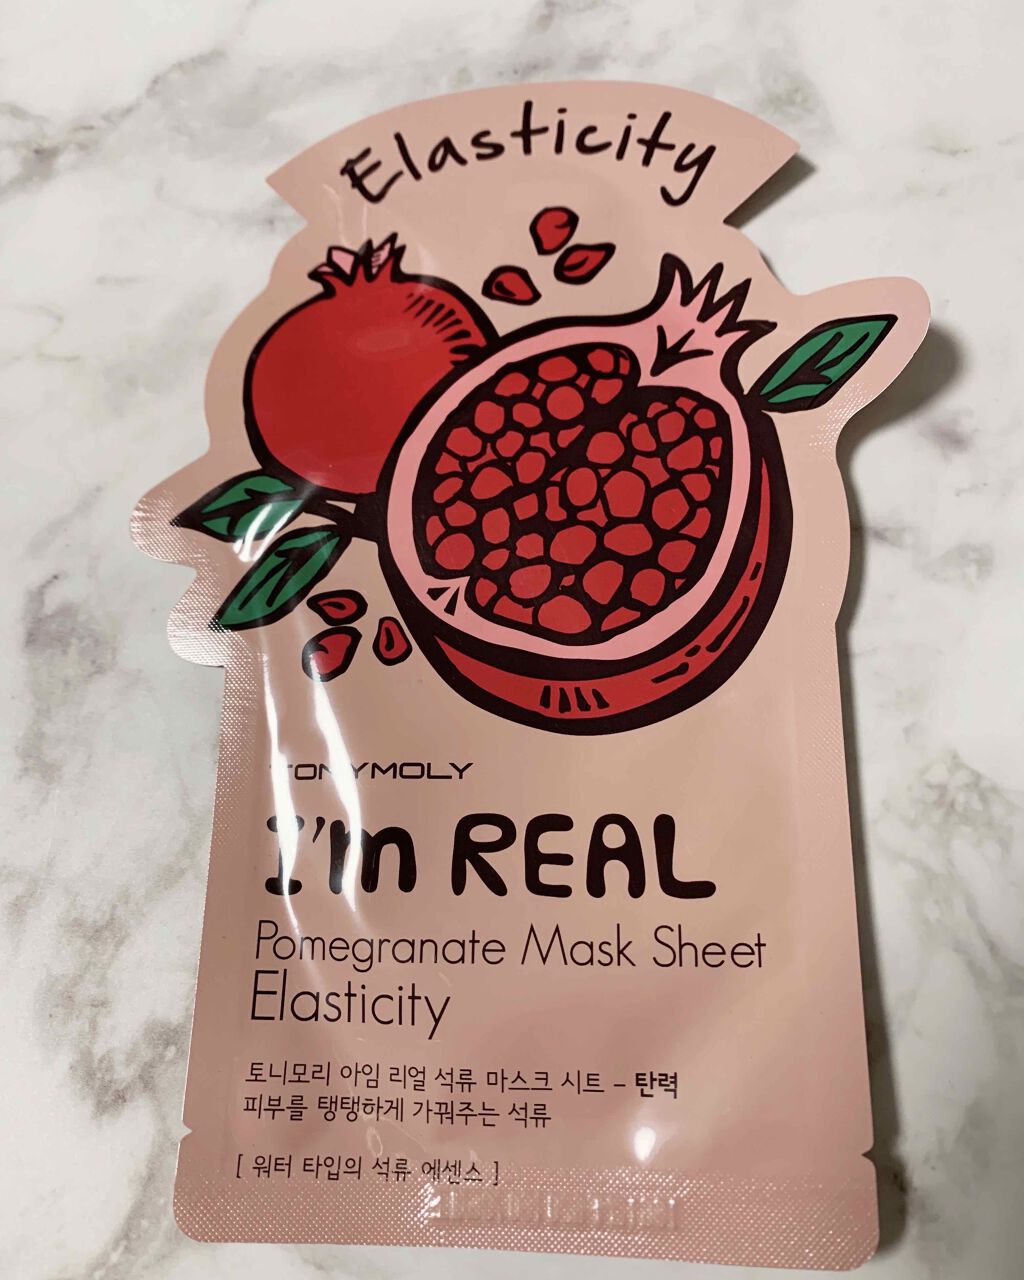 Elasticity
TONYMOLY
I'm REAL
Pomegranate Mask Sheet
Elasticity
토니모리 아임 리얼 석류 마스크 시트 – 탄력
피부를 탱탱하게 가꿔주는 석류
[ 워터 타입의 석류 에센스 ]